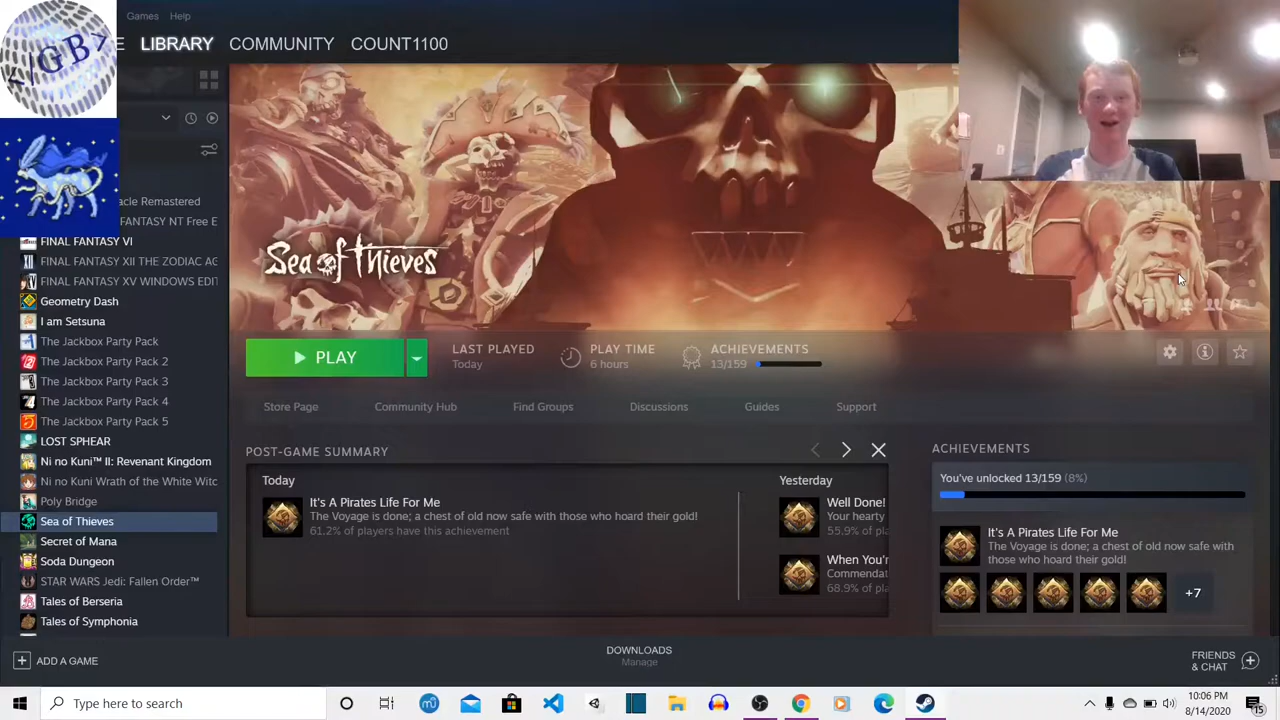 Games Help
E LIBRARY COMMUNITY COUNT1100
<GB/>
acle Remastered
FANTASY NT Free E
FINAL FANTASY VI
FINAL FANTASY XII THE ZODIAC AG
FINAL FANTASY XV WINDOWS EDIT
Geometry Dash
I am Setsuna
The Jackbox Party Pack
The Jackbox Party Pack 2
The Jackbox Party Pack 3
The Jackbox Party Pack 4
The Jackbox Party Pack 5
LOST SPHEAR
Ni no Kuni™ II: Revenant Kingdom
Ni no Kuni Wrath of the White Witc
Poly Bridge
Sea of Thieves
Secret of Mana
Soda Dungeon
STAR WARS Jedi: Fallen Order™
Tales of Berseria
Tales of Symphonia
Sea of Thieves
PLAY
LAST PLAYED
Today
PLAY TIME
6 hours
ACHIEVEMENTS
13/159
Store Page Community Hub Find Groups Discussions Guides Support
POST-GAME SUMMARY
Today
It's A Pirates Life For Me
The Voyage is done; a chest of old now safe with those who hoard their gold!
61.2% of players have this achievement
Yesterday
Well Done!
Your hearty
55.9% of pla
When You'r
Commendat
68.9% of pla
ACHIEVEMENTS
You've unlocked 13/159 (8%)
It's A Pirates Life For Me
The Voyage is done; a chest of old now safe with
those who hoard their gold!
+7
ADD A GAME
DOWNLOADS
Manage
FRIENDS
& CHAT
Type here to search
10:06 PM
8/14/2020
15